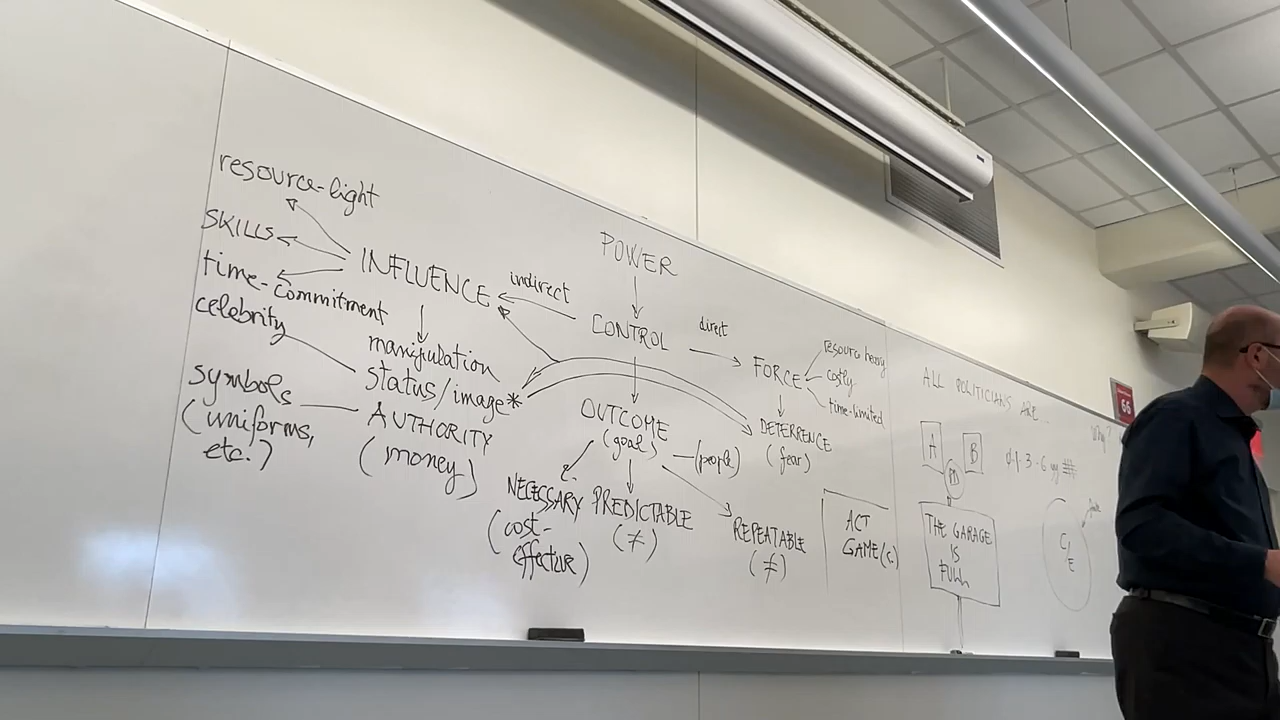 resource-light
SKILLS
time-commitment
celebrity
symbols
(uniforms,
etc.)
INFLUENCE
manipulation
status/image*
AUTHORITY
(money)
indirect
POWER
CONTROL
direct
FORCE
resource heavy
costly
time-limited
DETERRENCE
(fear)
OUTCOME
(goal)
(people)
NECESSARY
(cost-
effective)
PREDICTABLE
(≠)
REPEATABLE
(≠)
ACT
ALL POLITICIANS ARE
Why?
A
B
m
THE GARAGE
IS
FULL
C/E
66